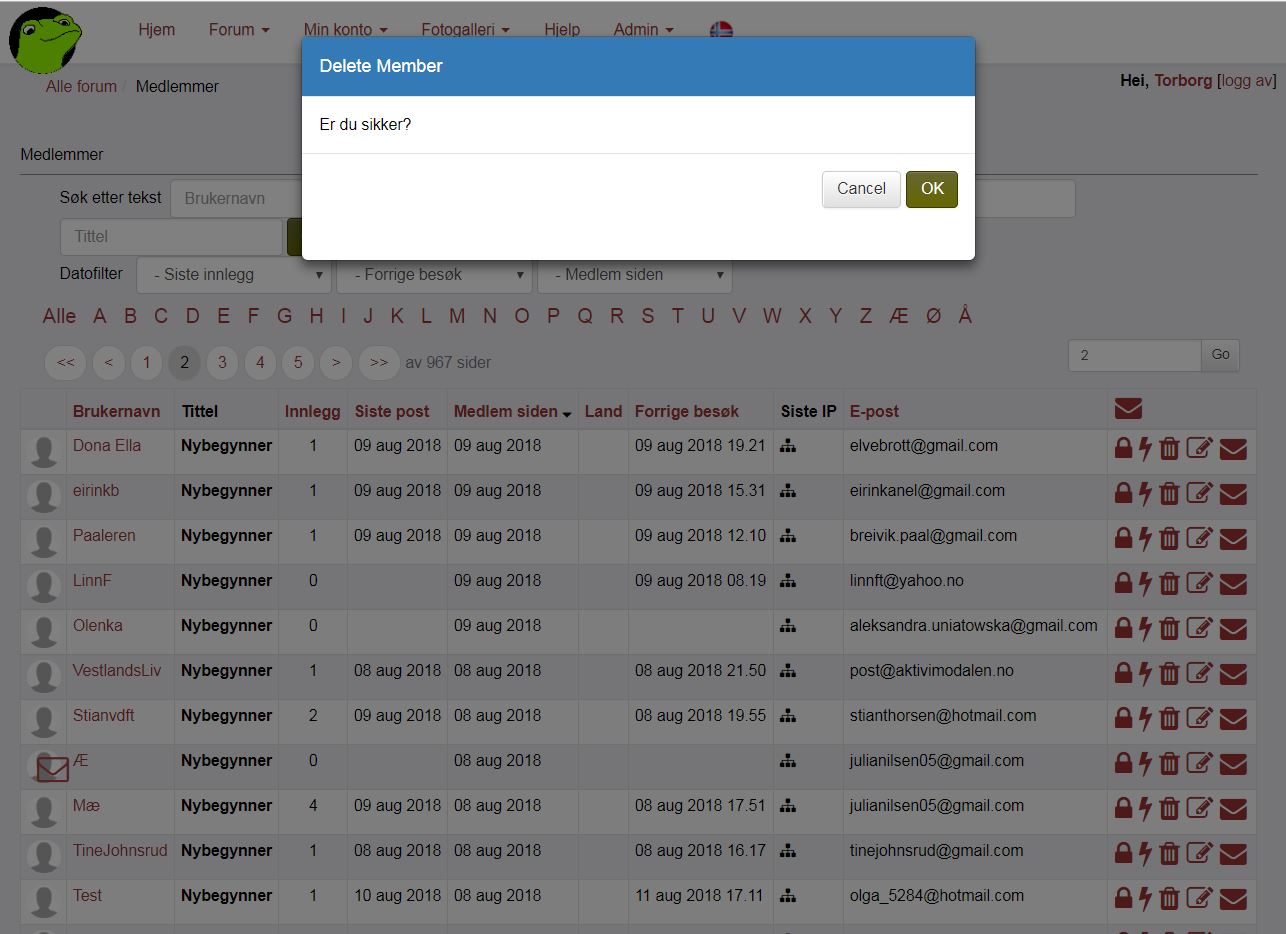 Hjem Forum Min konto Fotogalleri Hjelp Admin
Delete Member
Alle forum / Medlemmer
Hei, Torborg [logg av]
Er du sikker?
Medlemmer
Cancel OK
Søk etter tekst Brukernavn
Tittel
Datofilter - Siste innlegg - Forrige besøk - Medlem siden
Alle A B C D E F G H I J K L M N O P Q R S T U V W X Y Z Æ Ø Å
<< < 1 2 3 4 5 > >> av 967 sider 2 Go
Brukernavn Tittel Innlegg Siste post Medlem siden Land Forrige besøk Siste IP E-post
Dona Ella Nybegynner 1 09 aug 2018 09 aug 2018 09 aug 2018 19.21 elvebrott@gmail.com
eirinkb Nybegynner 1 09 aug 2018 09 aug 2018 09 aug 2018 15.31 eirinkanel@gmail.com
Paaleren Nybegynner 1 09 aug 2018 09 aug 2018 09 aug 2018 12.10 breivik.paal@gmail.com
LinnF Nybegynner 0 09 aug 2018 09 aug 2018 08.19 linnft@yahoo.no
Olenka Nybegynner 0 09 aug 2018 aleksandra.uniatowska@gmail.com
VestlandsLiv Nybegynner 1 08 aug 2018 08 aug 2018 08 aug 2018 21.50 post@aktivimodalen.no
Stianvdft Nybegynner 2 09 aug 2018 08 aug 2018 08 aug 2018 19.55 stianthorsen@hotmail.com
Æ Nybegynner 0 08 aug 2018 julianilsen05@gmail.com
Mæ Nybegynner 4 09 aug 2018 08 aug 2018 08 aug 2018 17.51 julianilsen05@gmail.com
TineJohnsrud Nybegynner 1 08 aug 2018 08 aug 2018 08 aug 2018 16.17 tinejohnsrud@gmail.com
Test Nybegynner 1 10 aug 2018 08 aug 2018 11 aug 2018 17.11 olga_5284@hotmail.com